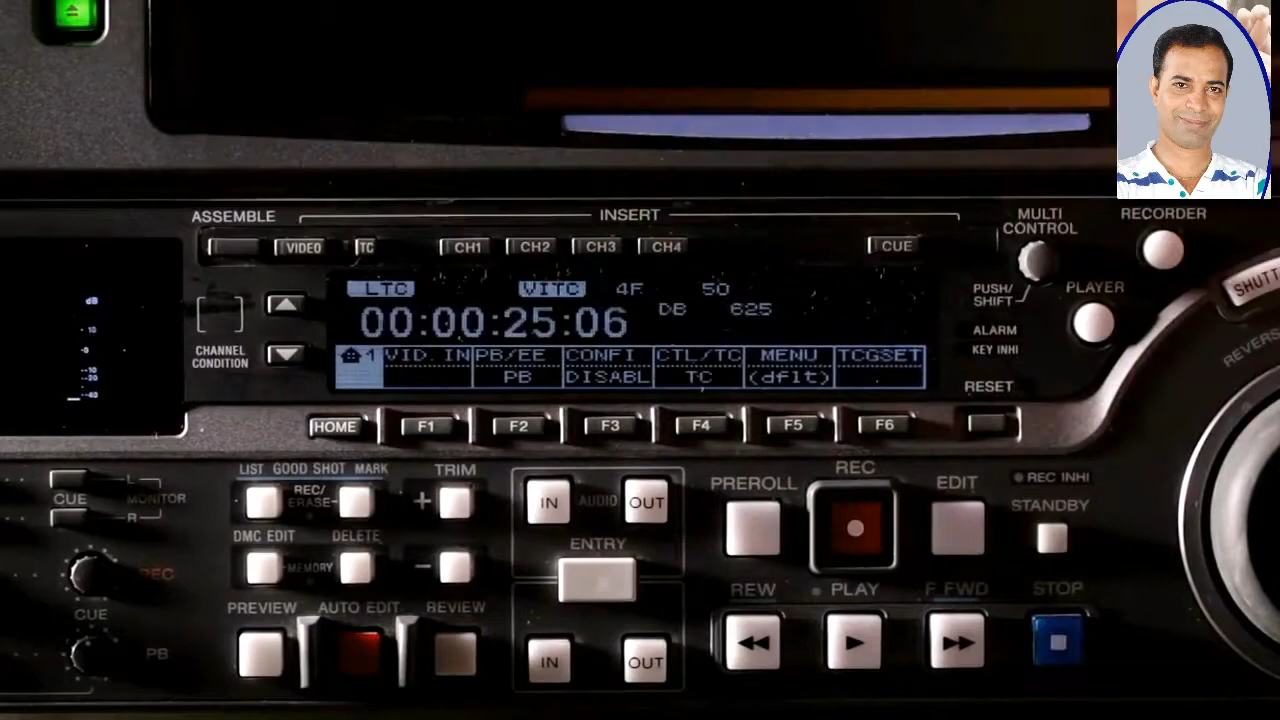 ASSEMBLE
INSERT
VIDEO
TC
CH1
CH2
CH3
CH4
CUE
MULTI
CONTROL
RECORDER
PUSH/
SHIFT
PLAYER
SHUTT
REVERS
ALARM
KEY INHI
RESET
CHANNEL
CONDITION
dB
LTC
VITC
4F
50
00:00:25:06
DB
625
1
VID. IN
PB/EE
CONFI
CTL/TC
MENU
TCGSET
PB
DISABL
TC
(dflt)
HOME
F1
F2
F3
F4
F5
F6
CUE
L
MONITOR
R
LIST GOOD SHOT MARK
REC/
ERASE
TRIM
+
IN
AUDIO
OUT
ENTRY
PREROLL
REC
EDIT
REC INHI
STANDBY
DMC EDIT
DELETE
MEMORY
−
REC
CUE
PB
PREVIEW
AUTO EDIT
REVIEW
IN
OUT
REW
PLAY
F FWD
STOP